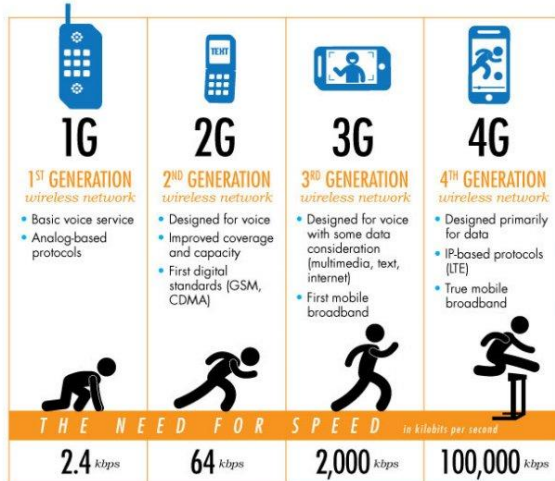 TEXT
1G
1ST GENERATION
wireless network
• Basic voice service
• Analog-based
protocols
2G
2ND GENERATION
wireless network
• Designed for voice
• Improved coverage
and capacity
• First digital
standards (GSM,
CDMA)
3G
3RD GENERATION
wireless network
• Designed for voice
with some data
consideration
(multimedia, text,
internet)
• First mobile
broadband
4G
4TH GENERATION
wireless network
• Designed primarily
for data
• IP-based protocols
(LTE)
• True mobile
broadband
THE NEED FOR SPEED in kilobits per second
2.4 kbps
64 kbps
2,000 kbps
100,000 kbps